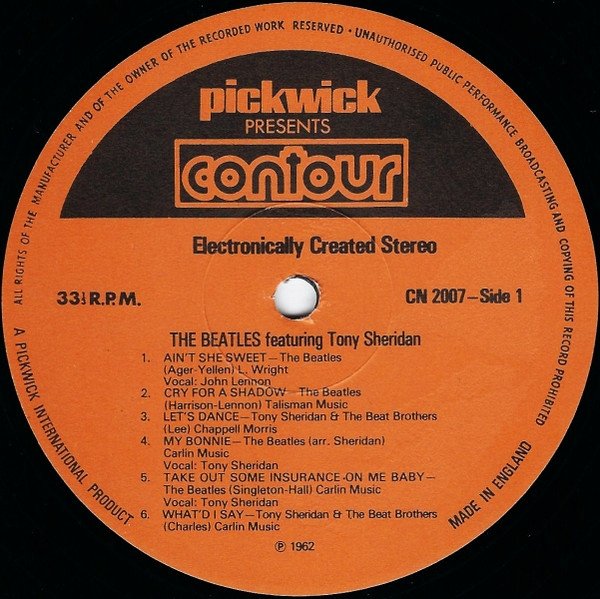 ALL RIGHTS OF THE MANUFACTURER AND OF THE OWNER OF THE RECORDED WORK RESERVED • UNAUTHORISED PUBLIC PERFORMANCE BROADCASTING AND COPYING OF THIS RECORD PROHIBITED
pickwick
PRESENTS
contour
Electronically Created Stereo
33⅓ R.P.M.
CN 2007—Side 1
THE BEATLES featuring Tony Sheridan
1. AIN'T SHE SWEET—The Beatles
(Ager-Yellen) L. Wright
Vocal: John Lennon
2. CRY FOR A SHADOW—The Beatles
(Harrison-Lennon) Talisman Music
3. LET'S DANCE—Tony Sheridan & The Beat Brothers
(Lee) Chappell Morris
4. MY BONNIE—The Beatles (arr. Sheridan)
Carlin Music
Vocal: Tony Sheridan
5. TAKE OUT SOME INSURANCE-ON ME BABY—
The Beatles (Singleton-Hall) Carlin Music
Vocal: Tony Sheridan
6. WHAT'D I SAY—Tony Sheridan & The Beat Brothers
(Charles) Carlin Music
℗ 1962
A PICKWICK INTERNATIONAL PRODUCT.
MADE IN ENGLAND